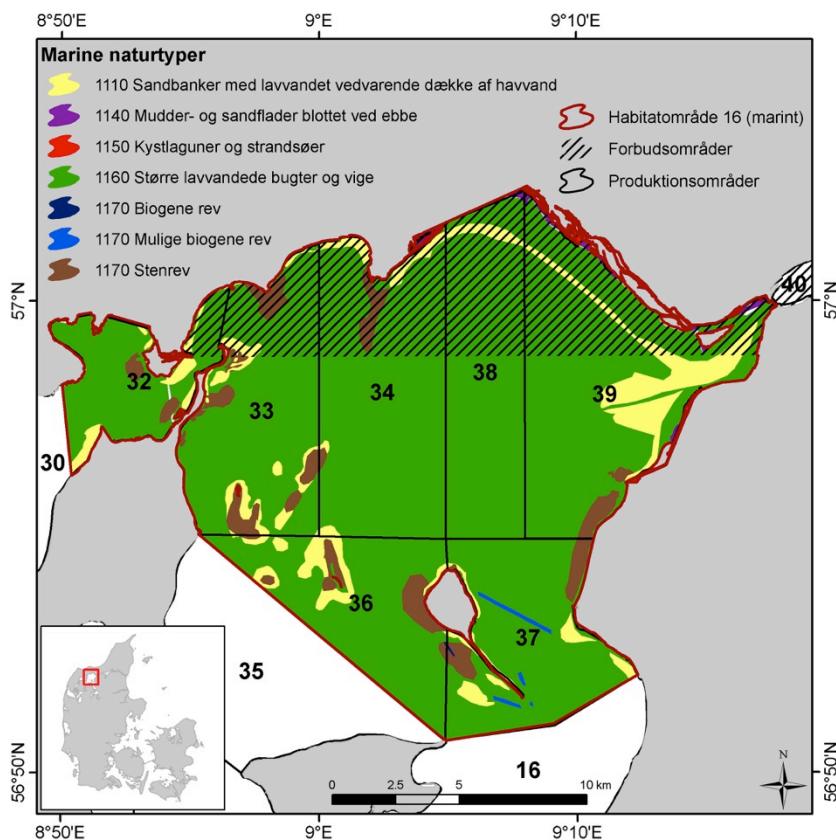 8°50'E
9°E
9°10'E
Marine naturtyper
1110 Sandbanker med lavvandet vedvarende dække af havvand
1140 Mudder- og sandflader blottet ved ebbe
1150 Kystlaguner og strandsøer
1160 Større lavvandede bugter og vige
1170 Biogene rev
1170 Mulige biogene rev
1170 Stenrev
Habitatområde 16 (marint)
Forbudsområder
Produktionsområder
57°N
57°N
40
32
33
34
38
39
30
36
37
35
16
N
56°50'N
56°50'N
0
2.5
5
10 km
8°50'E
9°E
9°10'E